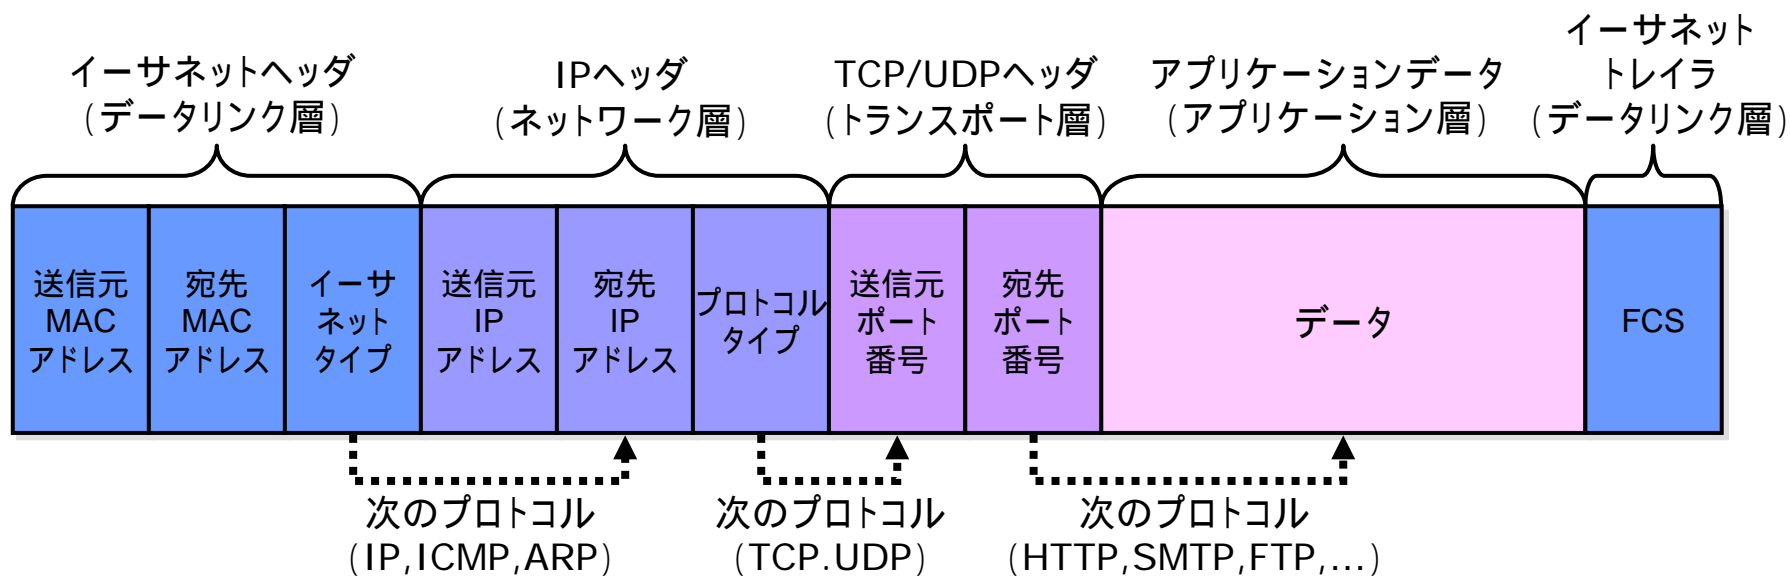 イーサネットヘッダ
(データリンク層)
IPヘッダ
(ネットワーク層)
TCP/UDPヘッダ
(トランスポート層)
アプリケーションデータ
(アプリケーション層)
イーサネット
トレイラ
(データリンク層)
送信元
MAC
アドレス
宛先
MAC
アドレス
イーサ
ネット
タイプ
送信元
IP
アドレス
宛先
IP
アドレス
プロトコル
タイプ
送信元
ポート
番号
宛先
ポート
番号
データ
FCS
次のプロトコル
(IP,ICMP,ARP)
次のプロトコル
(TCP.UDP)
次のプロトコル
(HTTP,SMTP,FTP,...)